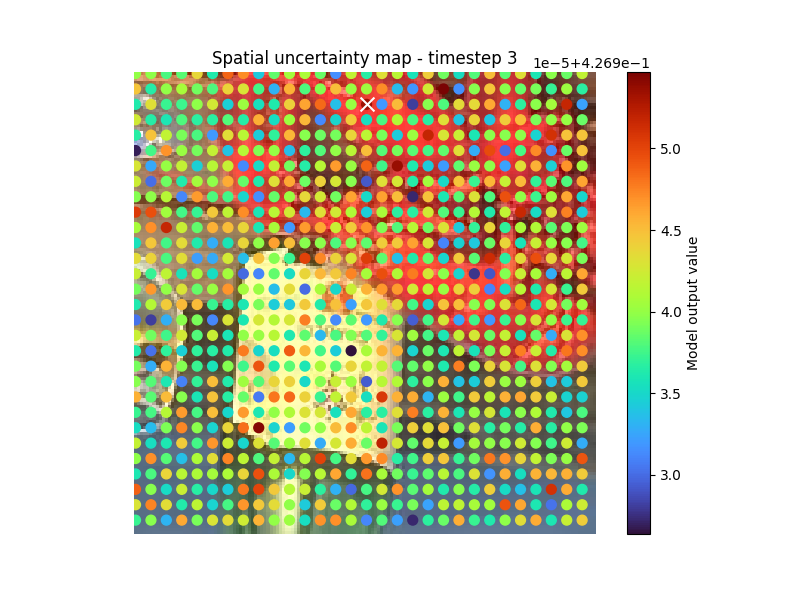 Spatial uncertainty map - timestep 3
1e-5+4.269e-1
5.0
4.5
4.0
3.5
3.0
Model output value